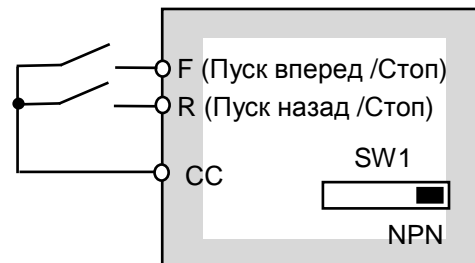 F (Пуск вперед /Стоп)
R (Пуск назад /Стоп)
SW1
CC
NPN